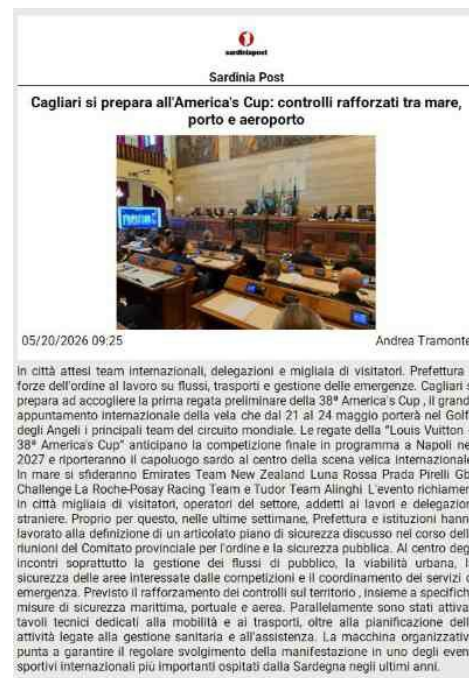 sardiniapost
Sardinia Post
Cagliari si prepara all'America's Cup: controlli rafforzati tra mare,
porto e aeroporto
05/20/2026 09:25
Andrea Tramonte
In città attesi team internazionali, delegazioni e migliaia di visitatori. Prefettura
forze dell'ordine al lavoro su flussi, trasporti e gestione delle emergenze. Cagliari s
prepara ad accogliere la prima regata preliminare della 38ª America's Cup , il grand
appuntamento internazionale della vela che dal 21 al 24 maggio porterà nel Golf
degli Angeli i principali team del circuito mondiale. Le regate della "Louis Vuitton
38ª America's Cup" anticipano la competizione finale in programma a Napoli ne
2027 e riporteranno il capoluogo sardo al centro della scena velica internazionale
In mare si sfideranno Emirates Team New Zealand Luna Rossa Prada Pirelli Gb
Challenge La Roche-Posay Racing Team e Tudor Team Alinghi L'evento richiamer
in città migliaia di visitatori, operatori del settore, addetti ai lavori e delegazion
straniere. Proprio per questo, nelle ultime settimane, Prefettura e istituzioni hann
lavorato alla definizione di un articolato piano di sicurezza discusso nel corso dell
riunioni del Comitato provinciale per l'ordine e la sicurezza pubblica. Al centro deg
incontri soprattutto la gestione dei flussi di pubblico, la viabilità urbana, l
sicurezza delle aree interessate dalle competizioni e il coordinamento dei servizi d
emergenza. Previsto il rafforzamento dei controlli sul territorio , insieme a specifich
misure di sicurezza marittima, portuale e aerea. Parallelamente sono stati attiva
tavoli tecnici dedicati alla mobilità e ai trasporti, oltre alla pianificazione dell
attività legate alla gestione sanitaria e all'assistenza. La macchina organizzativ
punta a garantire il regolare svolgimento della manifestazione in uno degli even
sportivi internazionali più importanti ospitati dalla Sardegna negli ultimi anni.